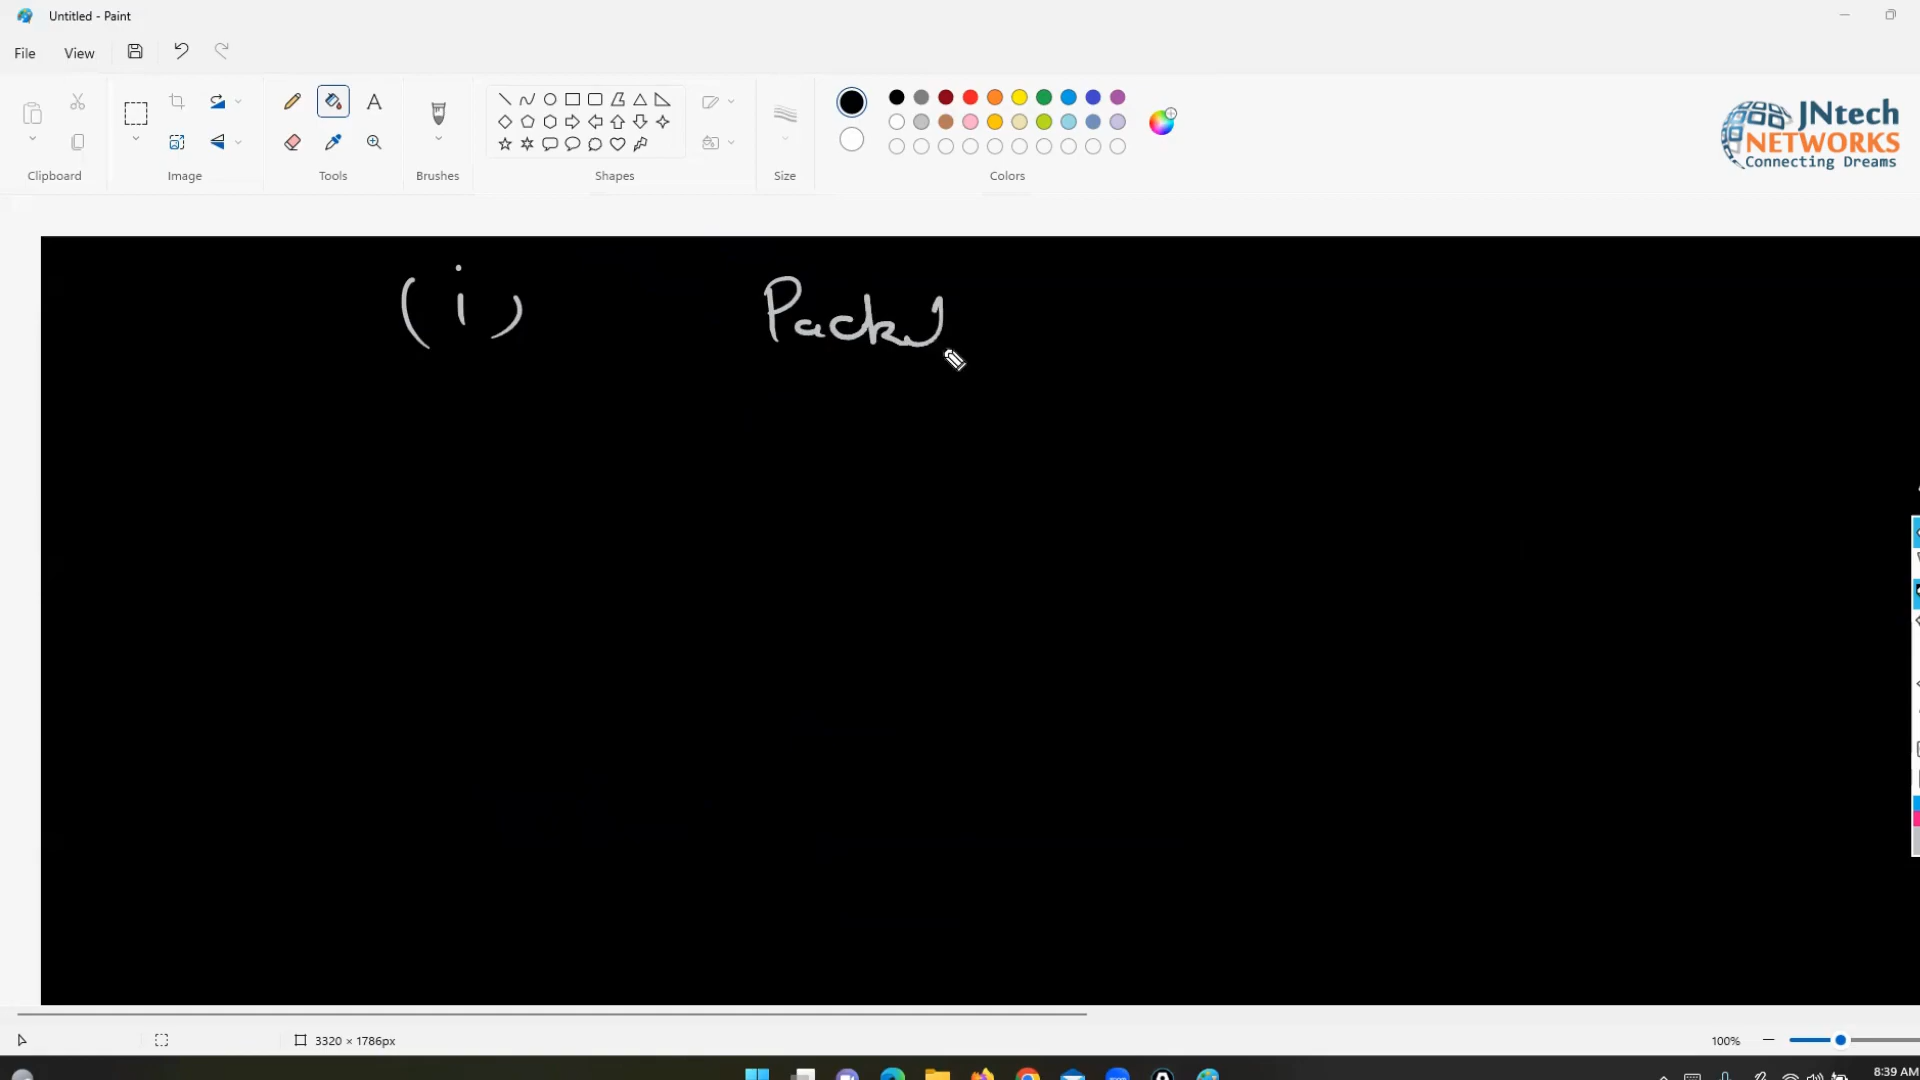 Untitled - Paint
File View
Clipboard Image Tools Brushes Shapes Size Colors
JNtech
NETWORKS
Connecting Dreams
(i) Pack
3320 × 1786px
100%
8:39 AM